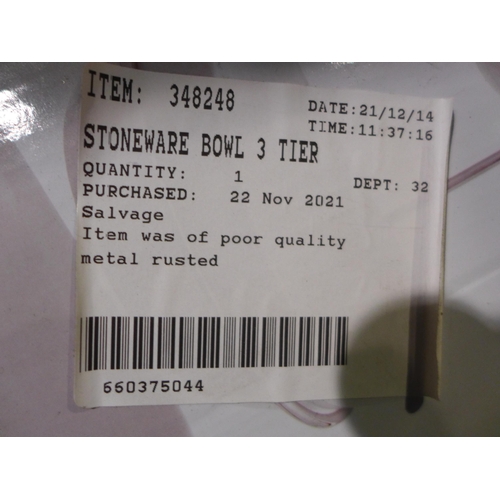 ITEM: 348248 DATE:21/12/14
TIME:11:37:16
STONEWARE BOWL 3 TIER
QUANTITY: 1 DEPT: 32
PURCHASED: 22 Nov 2021
Salvage
Item was of poor quality
metal rusted
660375044